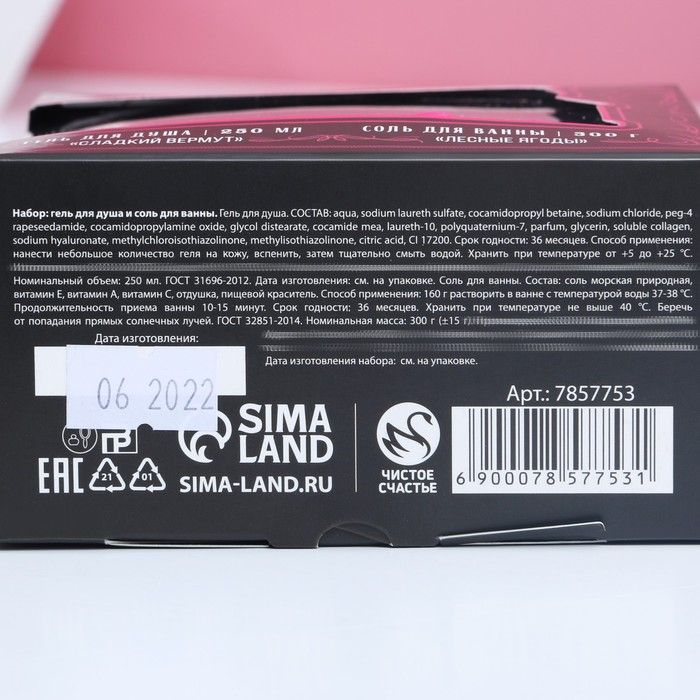 ГЕЛЬ ДЛЯ ДУША | 250 МЛ СОЛЬ ДЛЯ ВАННЫ | 300 Г
«СЛАДКИЙ ВЕРМУТ» «ЛЕСНЫЕ ЯГОДЫ»
Набор: гель для душа и соль для ванны. Гель для душа. СОСТАВ: aqua, sodium laureth sulfate, cocamidopropyl betaine, sodium chloride, peg-4
rapeseedamide, cocamidopropylamine oxide, glycol distearate, cocamide mea, laureth-10, polyquaternium-7, parfum, glycerin, soluble collagen,
sodium hyaluronate, methylchloroisothiazolinone, methylisothiazolinone, citric acid, CI 17200. Срок годности: 36 месяцев. Способ применения:
нанести небольшое количество геля на кожу, вспенить, затем тщательно смыть водой. Хранить при температуре от +5 до +25 °C.
Номинальный объем: 250 мл. ГОСТ 31696-2012. Дата изготовления: см. на упаковке. Соль для ванны. Состав: соль морская природная,
витамин Е, витамин А, витамин С, отдушка, пищевой краситель. Способ применения: 160 г растворить в ванне с температурой воды 37-38 °C
Продолжительность приема ванны 10-15 минут. Срок годности: 36 месяцев. Хранить при температуре не выше 40 °C. Беречь
от попадания прямых солнечных лучей. ГОСТ 32851-2014. Номинальная масса: 300 г (±15 г)
Дата изготовления:
Дата изготовления набора: см. на упаковке.
06 2022
SIMA
LAND
SIMA-LAND.RU
ЧИСТОЕ
СЧАСТЬЕ
Арт.: 7857753
6 900078 577531
EAC 21 01